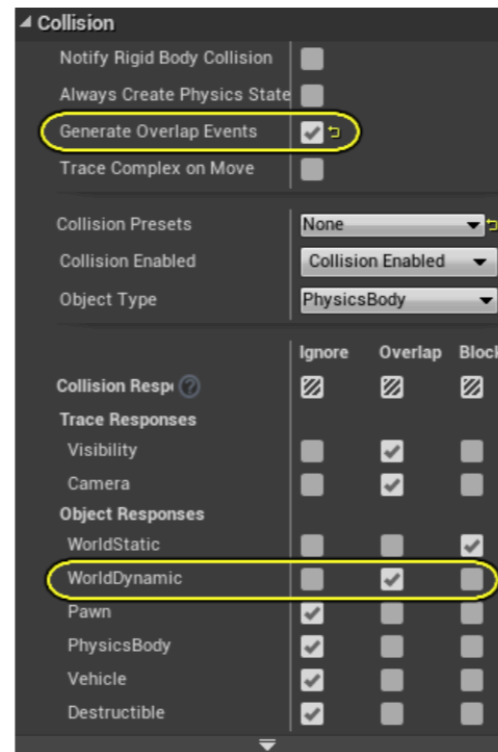 Collision
Notify Rigid Body Collision
Always Create Physics State
Generate Overlap Events
Trace Complex on Move
Collision Presets None
Collision Enabled Collision Enabled
Object Type PhysicsBody
Ignore Overlap Block
Collision Resp ?
Trace Responses
Visibility
Camera
Object Responses
WorldStatic
WorldDynamic
Pawn
PhysicsBody
Vehicle
Destructible